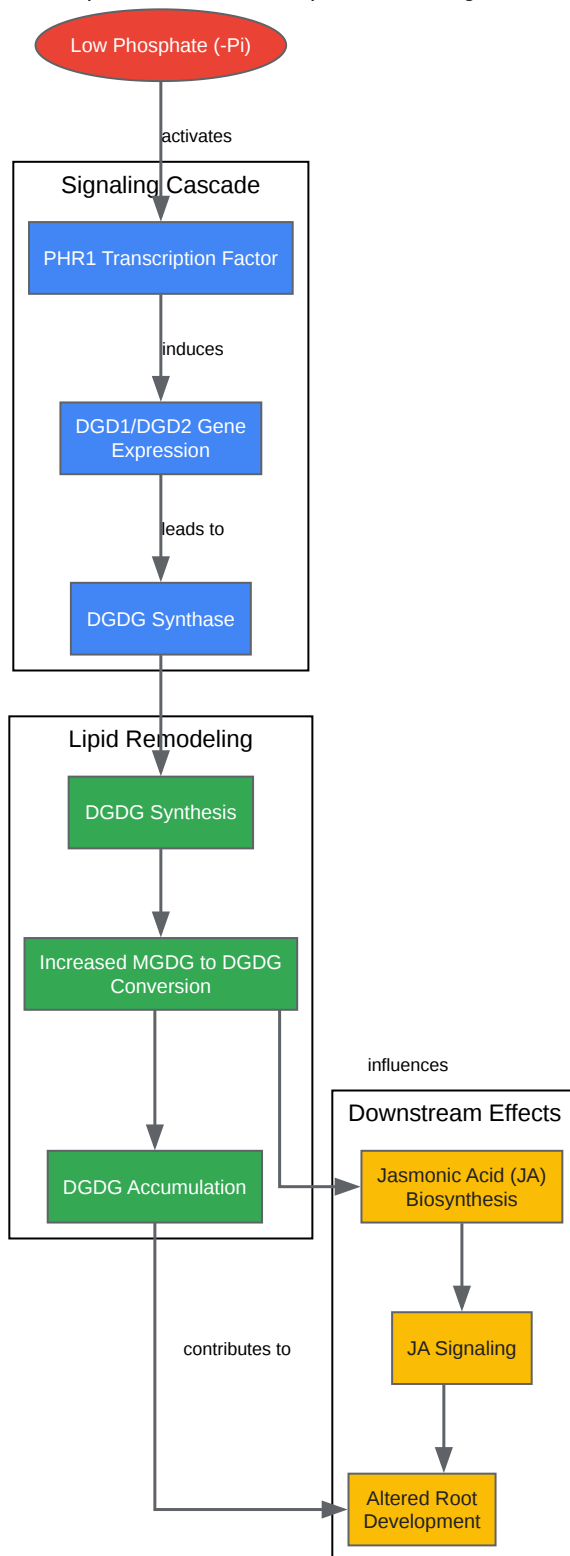 Low Phosphate (-Pi)
activates
Signaling Cascade
PHR1 Transcription Factor
induces
DGD1/DGD2 Gene
Expression
leads to
DGDG Synthase
Lipid Remodeling
DGDG Synthesis
Increased MGDG to DGDG
Conversion
influences
Downstream Effects
DGDG Accumulation
Jasmonic Acid (JA)
Biosynthesis
JA Signaling
contributes to
Altered Root
Development